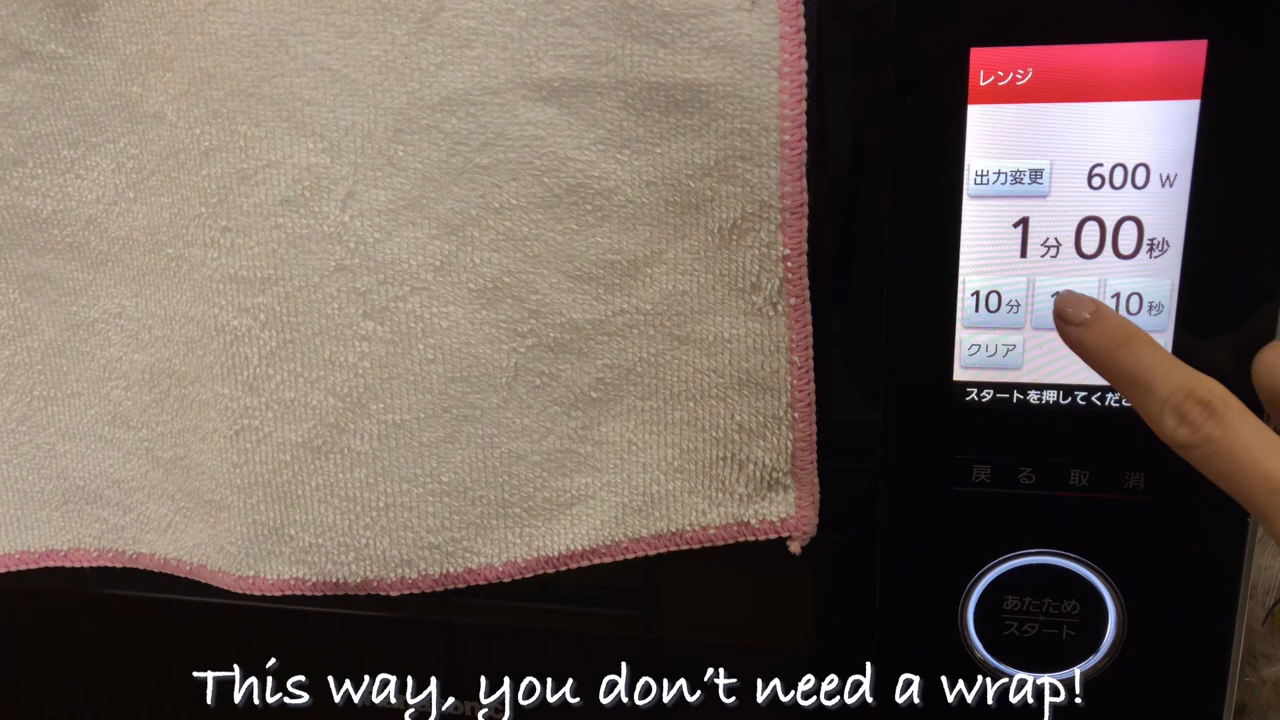 レンジ
出力変更 600 W
1分00秒
10分 10秒
クリア
スタートを押してくだ
戻る 取消
あたため
スタート
This way, you don't need a wrap!